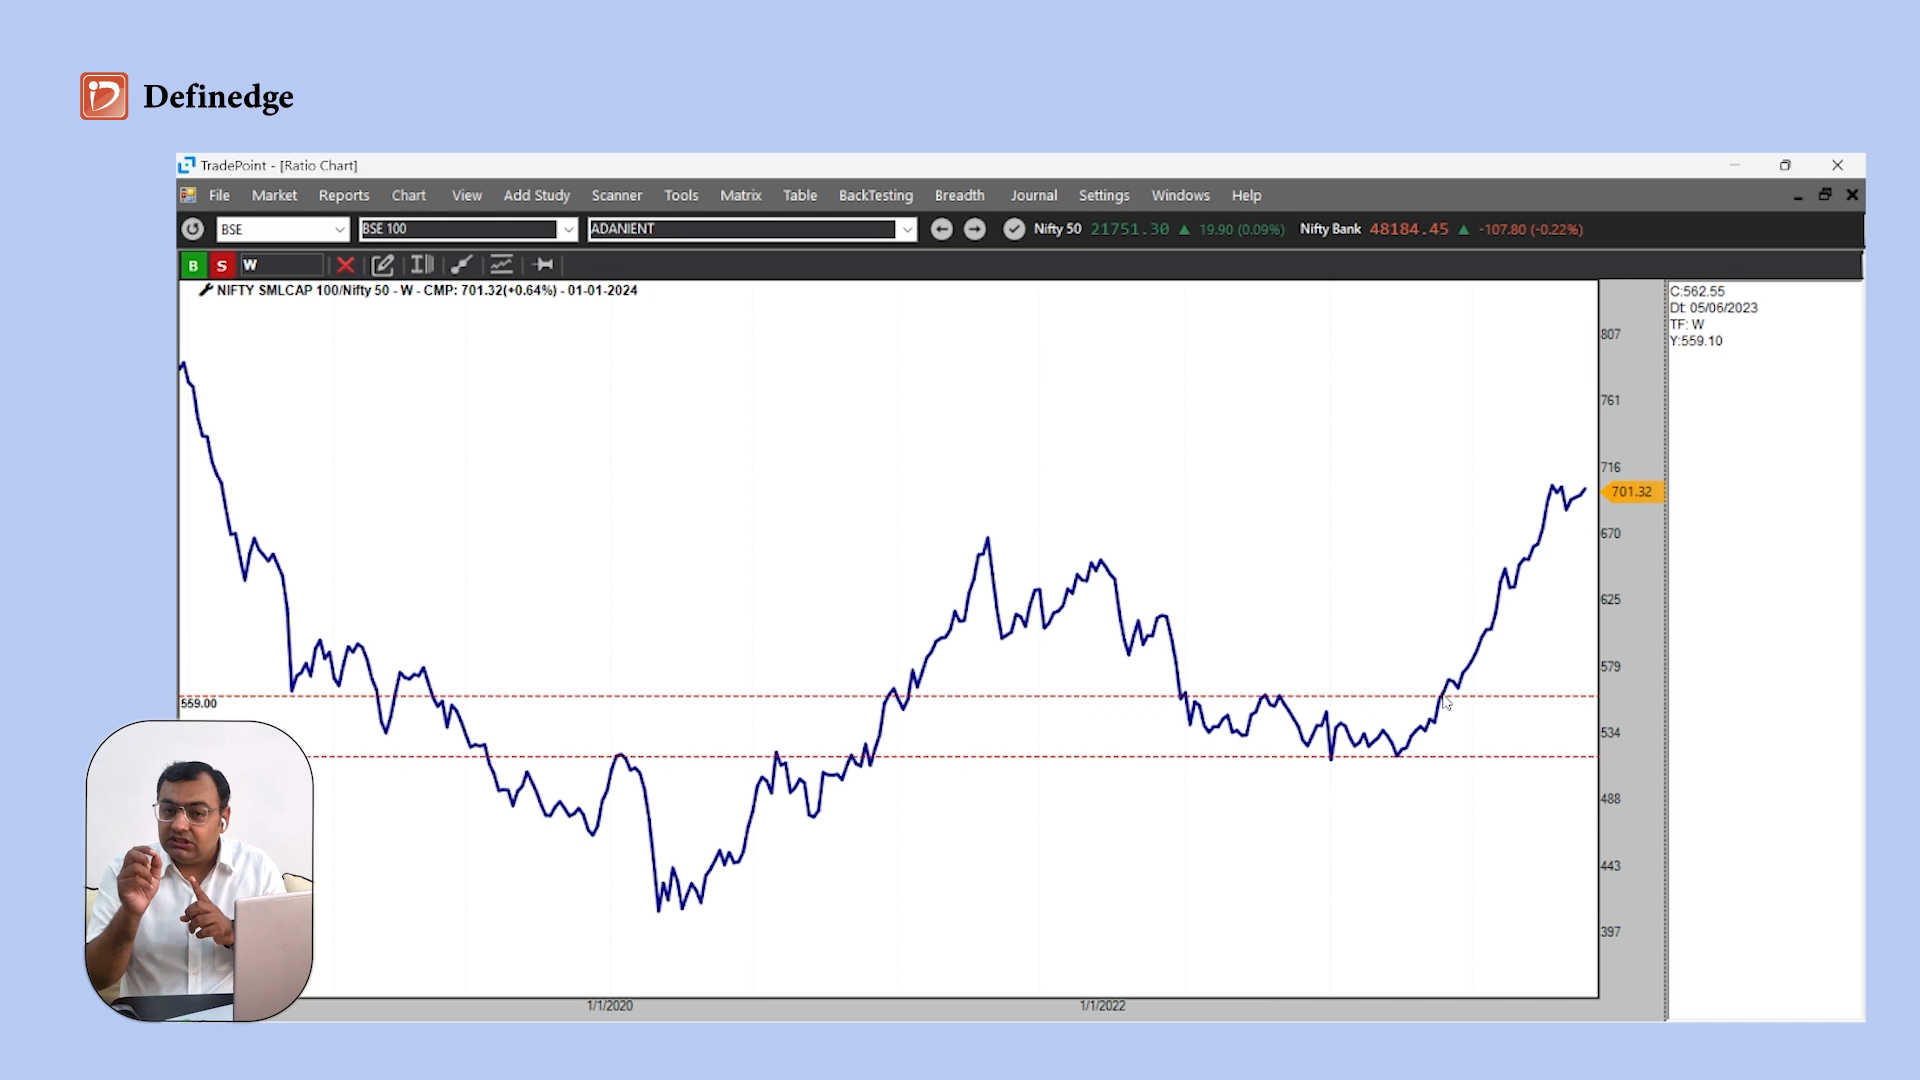 Definedge
TradePoint - [Ratio Chart]
File Market Reports Chart View Add Study Scanner Tools Matrix Table BackTesting Breadth Journal Settings Windows Help
BSE BSE 100 ADANIENT Nifty 50 21751.30 ▲ 19.90 (0.09%) Nifty Bank 48184.45 ▲ -107.80 (-0.22%)
B S W
NIFTY SMLCAP 100/Nifty 50 - W - CMP: 701.32(+0.64%) - 01-01-2024
C:562.55
Dt: 05/06/2023
TF: W
Y:559.10
807
761
716
701.32
670
625
579
559.00
534
488
443
397
1/1/2020 1/1/2022